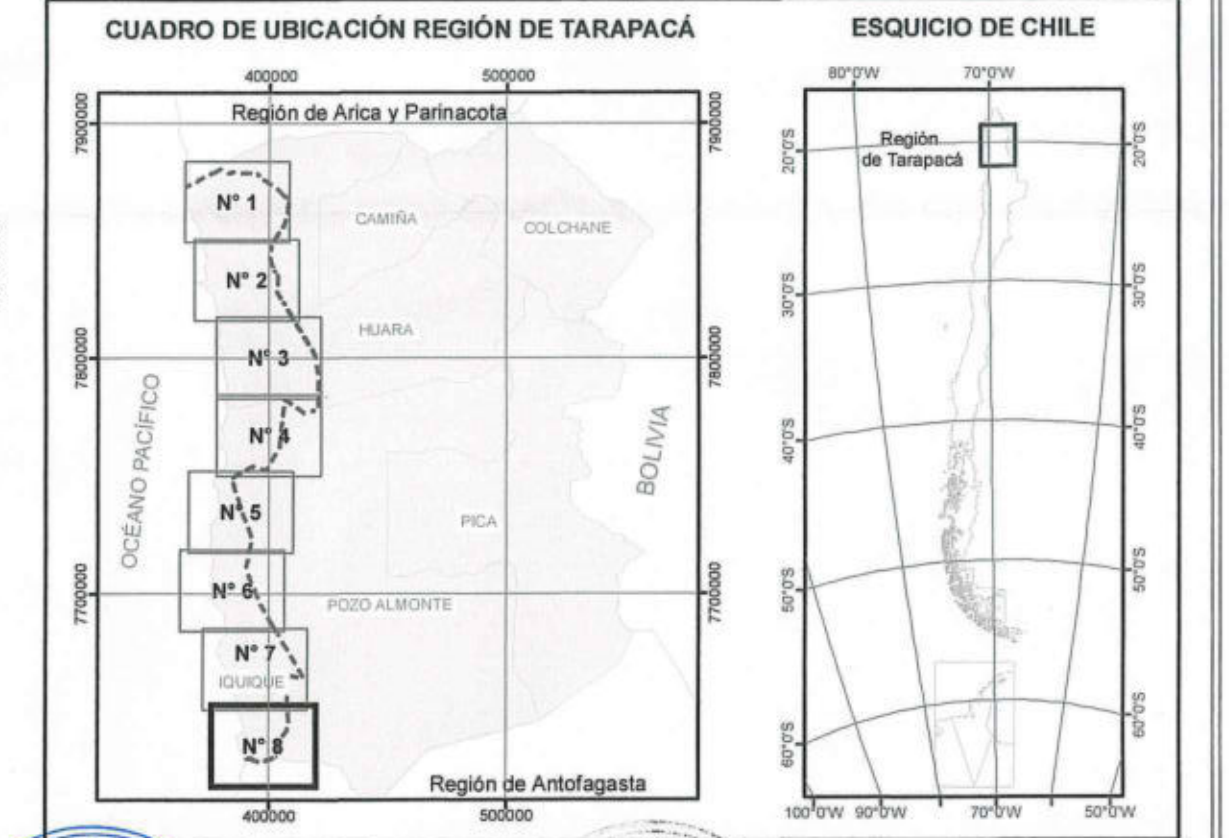 CUADRO DE UBICACIÓN REGIÓN DE TARAPACÁ
400000
500000
7900000
7900000
Región de Arica y Parinacota
N° 1
CAMIÑA
COLCHANE
N° 2
HUARA
N° 3
7800000
7800000
OCÉANO PACÍFICO
N° 4
BOLIVIA
N° 5
PICA
N° 6
7700000
7700000
POZO ALMONTE
N° 7
IQUIQUE
N° 8
Región de Antofagasta
400000
500000
ESQUICIO DE CHILE
80°0'W
70°0'W
Región
de Tarapacá
20°0'S
20°0'S
30°0'S
30°0'S
40°0'S
40°0'S
50°0'S
50°0'S
60°0'S
60°0'S
100°0'W
90°0'W
70°0'W
50°0'W